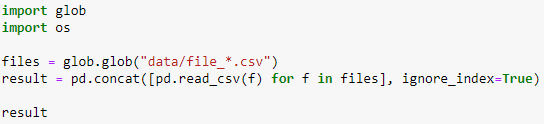 import glob
import os
files = glob.glob("data/file_*.csv")
result = pd.concat([pd.read_csv(f) for f in files], ignore_index=True)
result